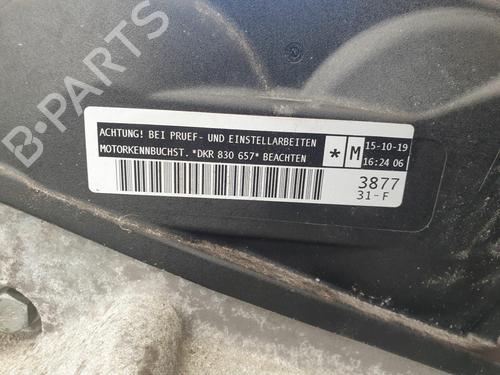 B-PARTS
ACHTUNG! BEI PRUEF- UND EINSTELLARBEITEN
MOTORKENNBUCHST. *DKR 830 657* BEACHTEN
* M
15-10-19
16:24 06
3877
31-F